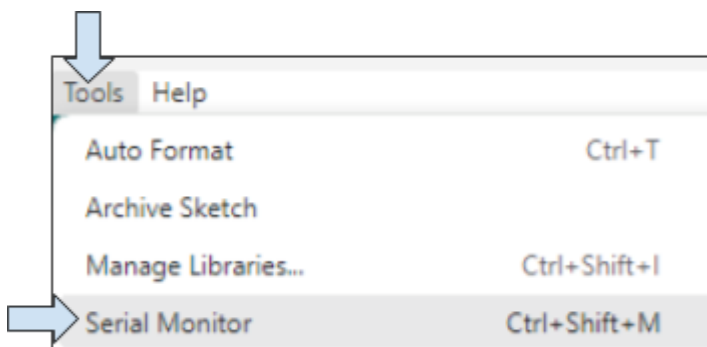 Tools Help
Auto Format Ctrl+T
Archive Sketch
Manage Libraries... Ctrl+Shift+I
Serial Monitor Ctrl+Shift+M